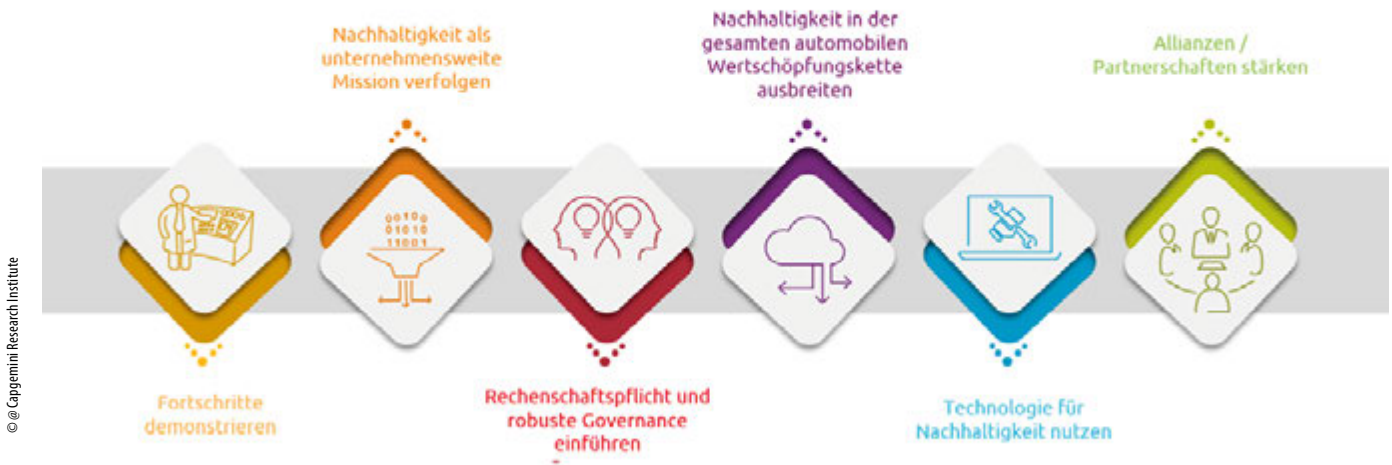 Fortschritte
demonstrieren
Nachhaltigkeit als
unternehmensweite
Mission verfolgen
00100
01010
11001
Rechenschaftspflicht und
robuste Governance
einführen
Nachhaltigkeit in der
gesamten automobilen
Wertschöpfungskette
ausbreiten
Technologie für
Nachhaltigkeit nutzen
Allianzen /
Partnerschaften stärken
© @ Capgemini Research Institute